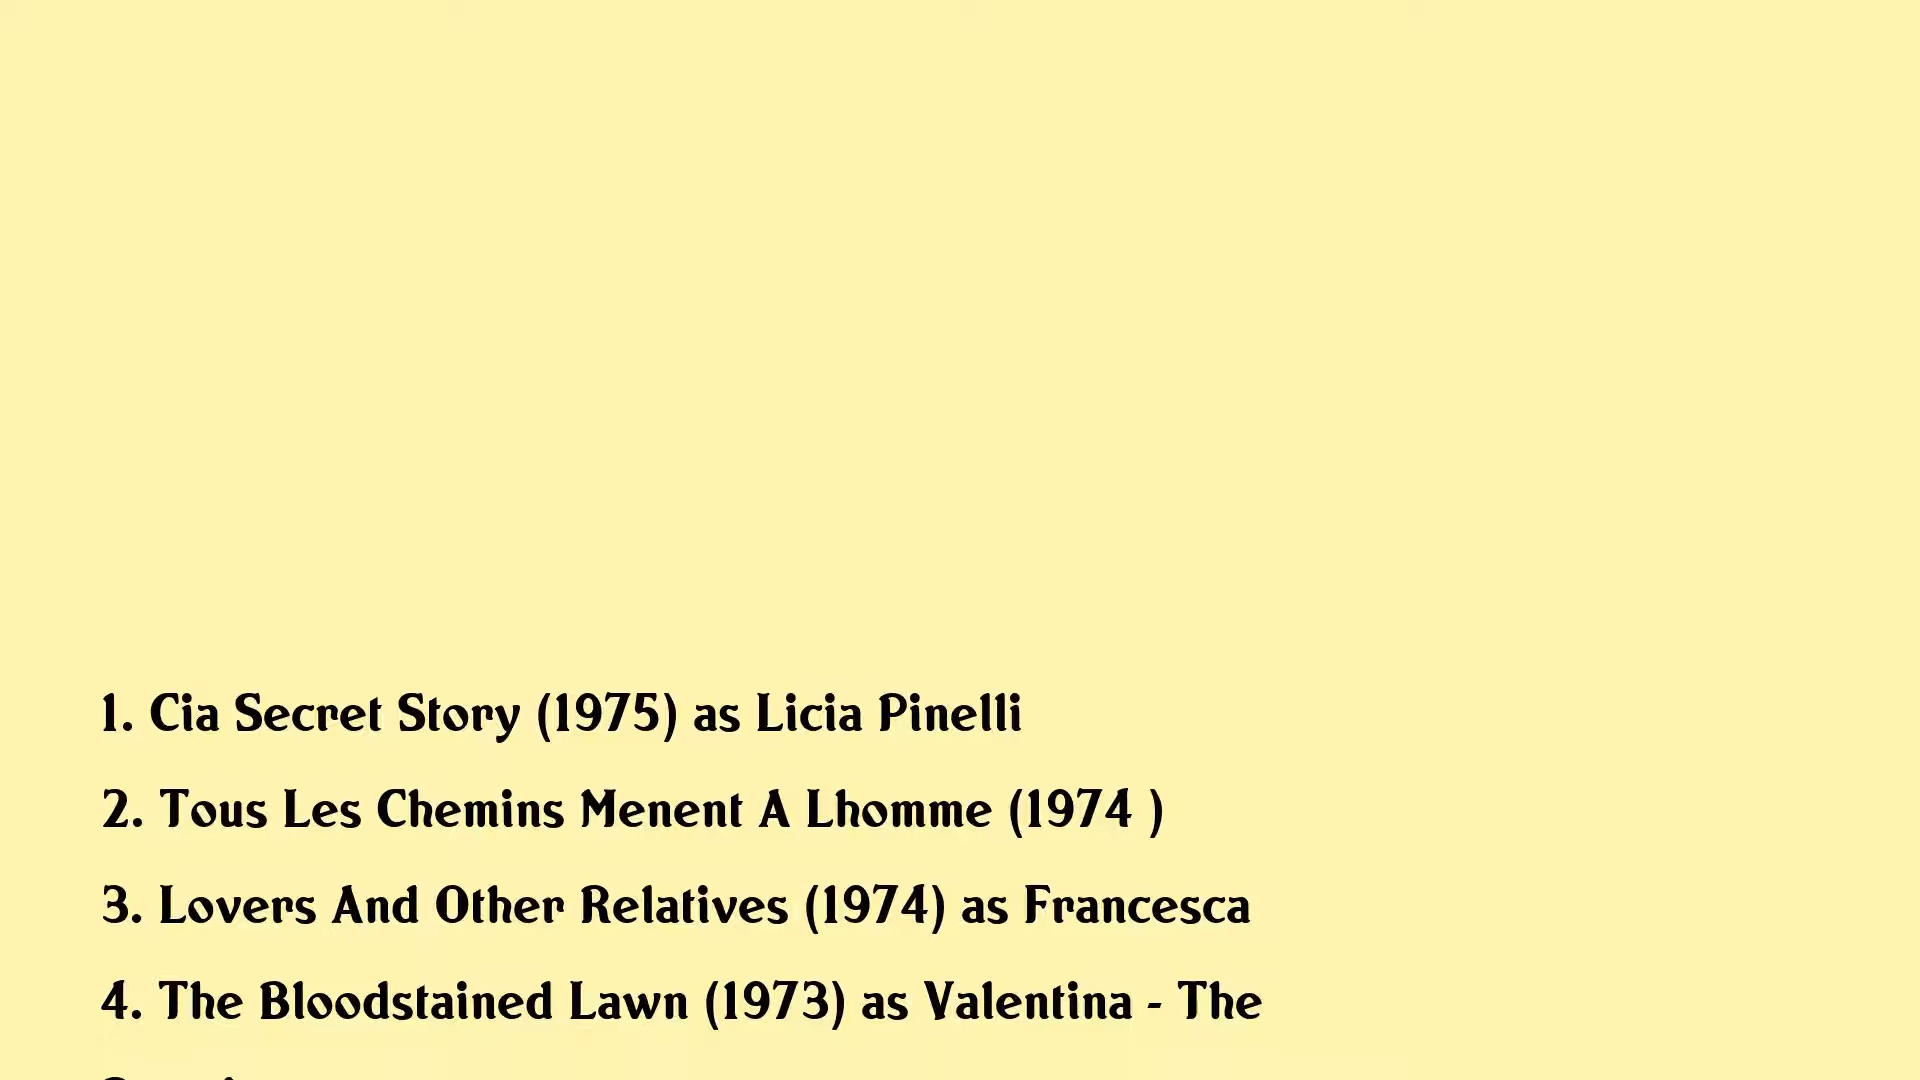 1. Cia Secret Story (1975) as Licia Pinelli
2. Tous Les Chemins Menent A Lhomme (1974 )
3. Lovers And Other Relatives (1974) as Francesca
4. The Bloodstained Lawn (1973) as Valentina - The